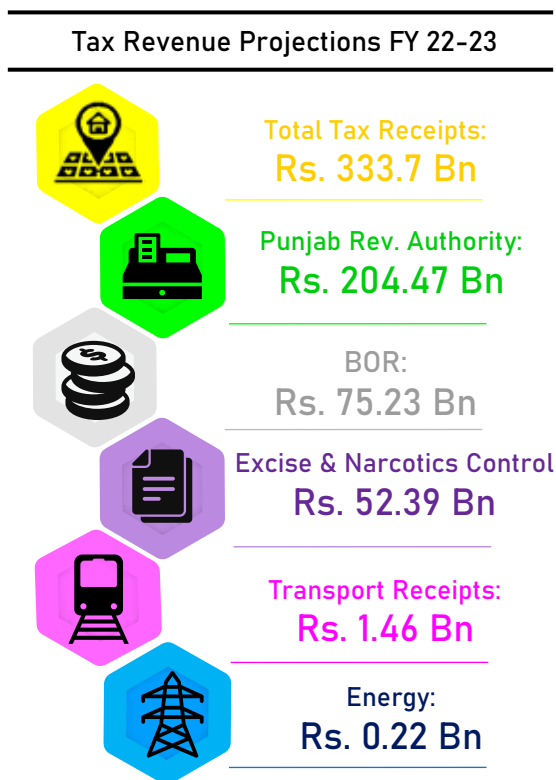 Tax Revenue Projections FY 22-23
Total Tax Receipts:
Rs. 333.7 Bn
Punjab Rev. Authority:
Rs. 204.47 Bn
$
BOR:
Rs. 75.23 Bn
Excise & Narcotics Control
Rs. 52.39 Bn
Transport Receipts:
Rs. 1.46 Bn
Energy:
Rs. 0.22 Bn